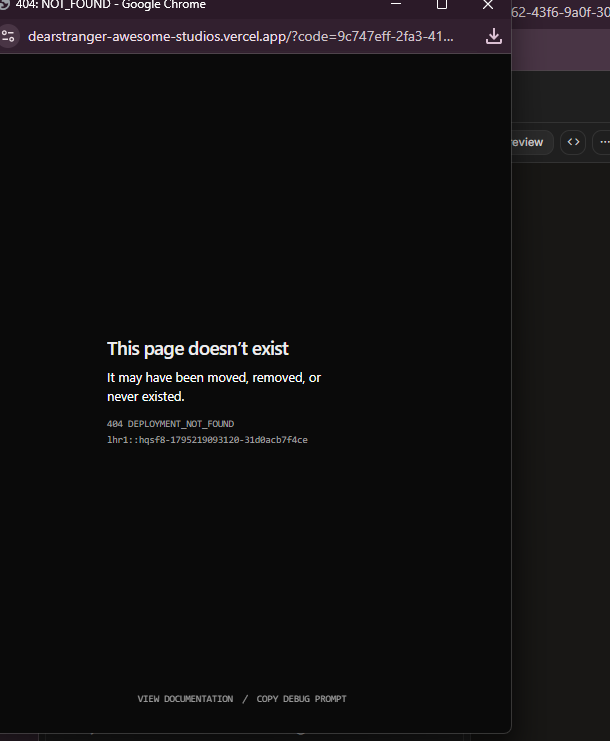 404: NOT_FOUND - Google Chrome
62-43f6-9a0f-30
dearstranger-awesome-studios.vercel.app/?code=9c747eff-2fa3-41...
review
This page doesn’t exist
It may have been moved, removed, or
never existed.
404 DEPLOYMENT_NOT_FOUND
lhr1::hqsf8-1795219093120-31d0acb7f4ce
VIEW DOCUMENTATION / COPY DEBUG PROMPT